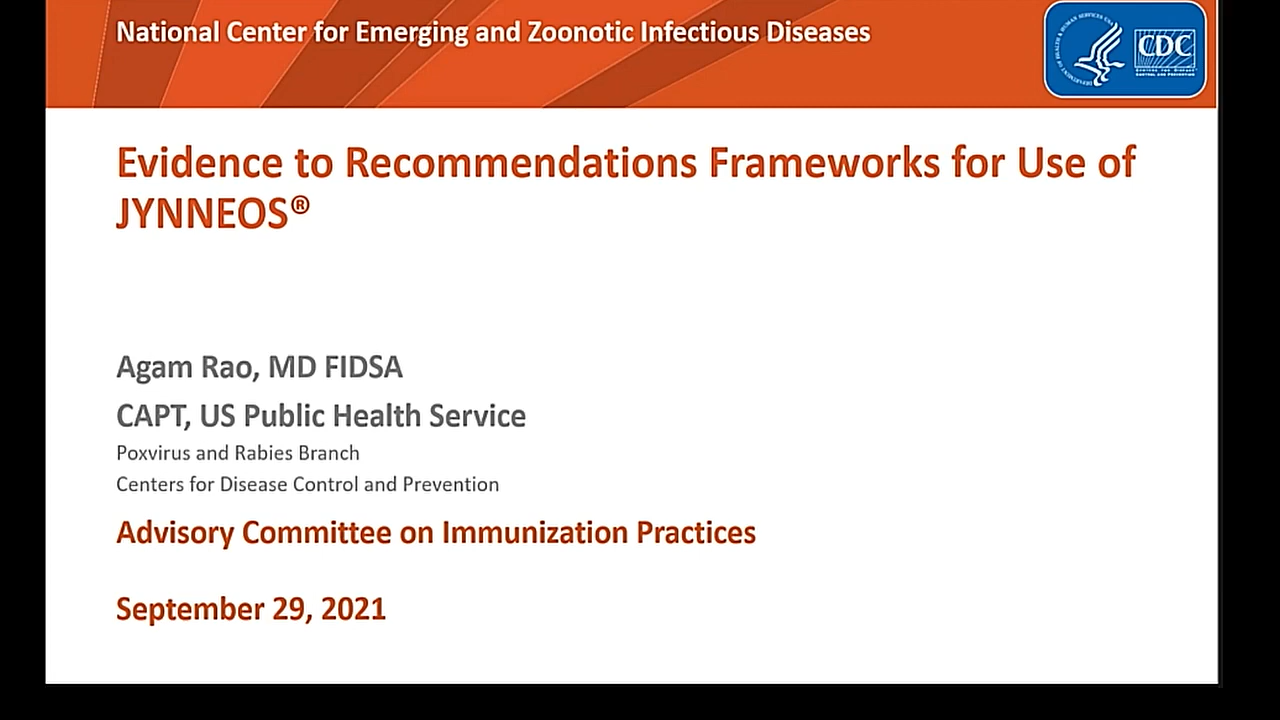 National Center for Emerging and Zoonotic Infectious Diseases
CDC
Evidence to Recommendations Frameworks for Use of
JYNNEOS®
Agam Rao, MD FIDSA
CAPT, US Public Health Service
Poxvirus and Rabies Branch
Centers for Disease Control and Prevention
Advisory Committee on Immunization Practices
September 29, 2021